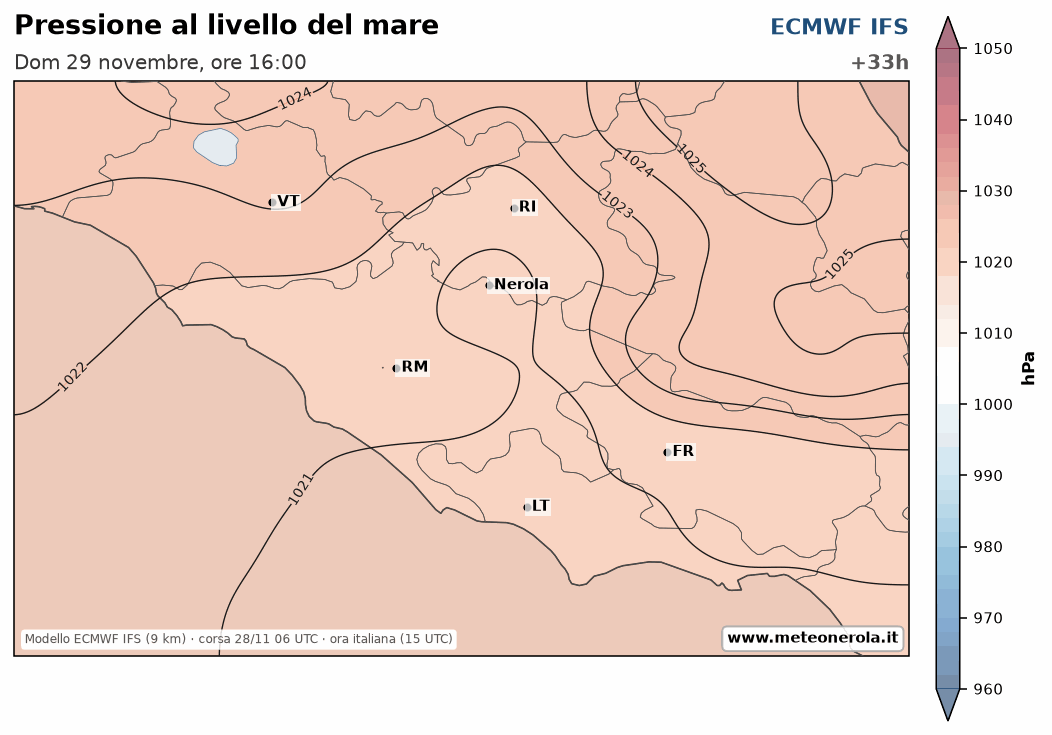 Pressione al livello del mare
ECMWF IFS
Dom 29 novembre, ore 16:00
+33h
1024
1025
1024
1023
1025
1022
1021
VT
RI
Nerola
RM
FR
LT
Modello ECMWF IFS (9 km) · corsa 28/11 06 UTC · ora italiana (15 UTC)
www.meteonerola.it
1050
1040
1030
1020
1010
1000
990
980
970
960
hPa